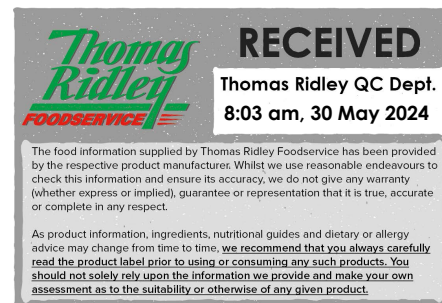 Thomas
Ridley
FOODSERVICE
RECEIVED
Thomas Ridley QC Dept.
8:03 am, 30 May 2024
The food information supplied by Thomas Ridley Foodservice has been provided
by the respective product manufacturer. Whilst we use reasonable endeavours to
check this information and ensure its accuracy, we do not give any warranty
(whether express or implied), guarantee or representation that it is true, accurate
or complete in any respect.
As product information, ingredients, nutritional guides and dietary or allergy
advice may change from time to time, we recommend that you always carefully
read the product label prior to using or consuming any such products. You
should not solely rely upon the information we provide and make your own
assessment as to the suitability or otherwise of any given product.